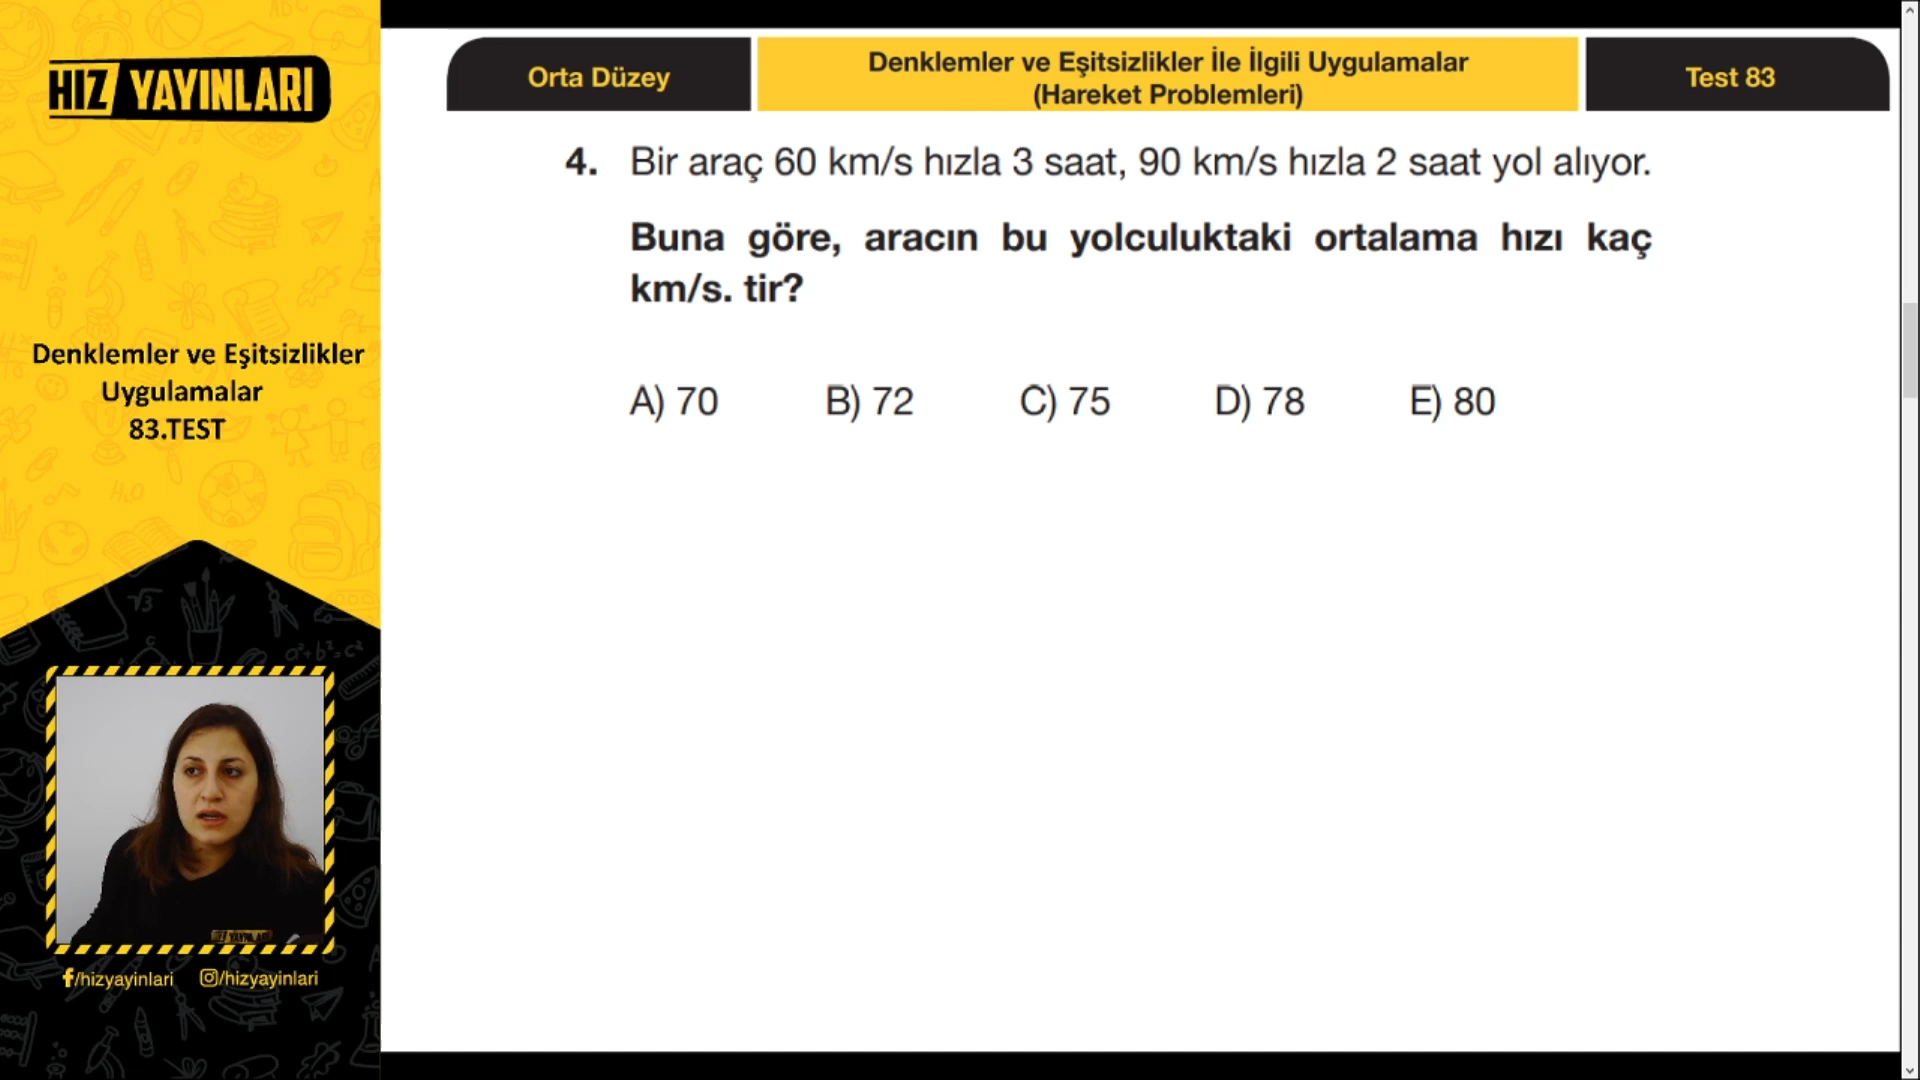 HIZ YAYINLARI
Denklemler ve Eşitsizlikler
Uygulamalar
83.TEST
/hizyayinlari /hizyayinlari
Orta Düzey
Denklemler ve Eşitsizlikler İle İlgili Uygulamalar
(Hareket Problemleri)
Test 83
4. Bir araç 60 km/s hızla 3 saat, 90 km/s hızla 2 saat yol alıyor.
Buna göre, aracın bu yolculuktaki ortalama hızı kaç
km/s. tir?
A) 70 B) 72 C) 75 D) 78 E) 80